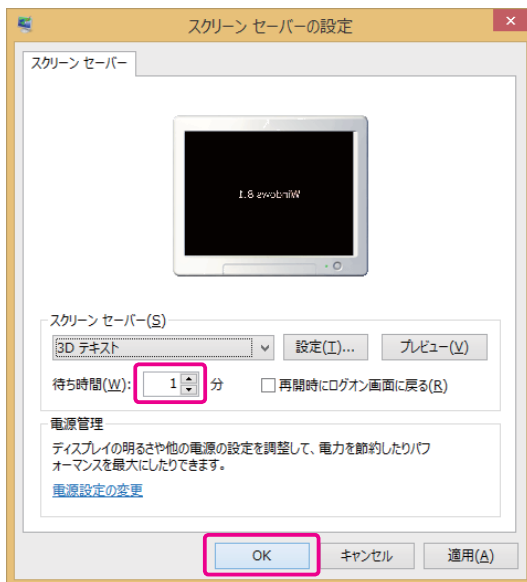 スクリーン セーバーの設定
スクリーン セーバー
Windows 8.1
スクリーン セーバー(S)
3D テキスト
設定(T)...
プレビュー(V)
待ち時間(W):
1
分
再開時にログオン画面に戻る(R)
電源管理
ディスプレイの明るさや他の電源の設定を調整して、電力を節約したりパフ
ォーマンスを最大にしたりできます。
電源設定の変更
OK
キャンセル
適用(A)